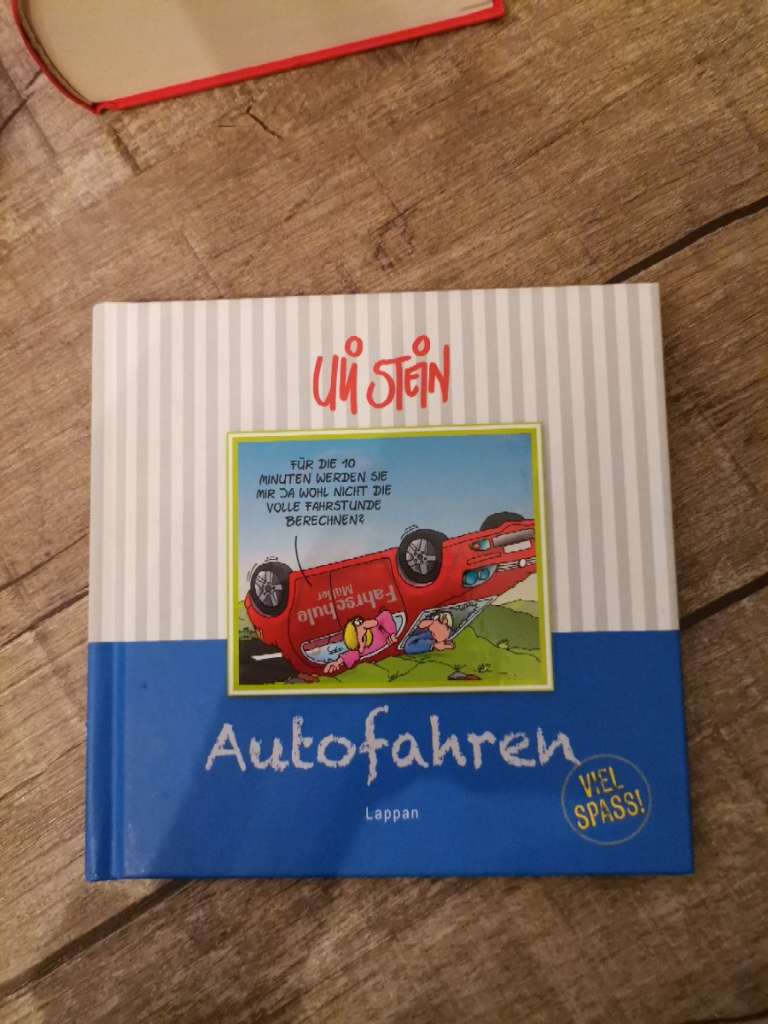 Uli Stein
FÜR DIE 10
MINUTEN WERDEN SIE
MIR JA WOHL NICHT DIE
VOLLE FAHRSTUNDE
BERECHNEN?
Fahrschule
Müller
Autofahren
VIEL
SPASS!
Lappan